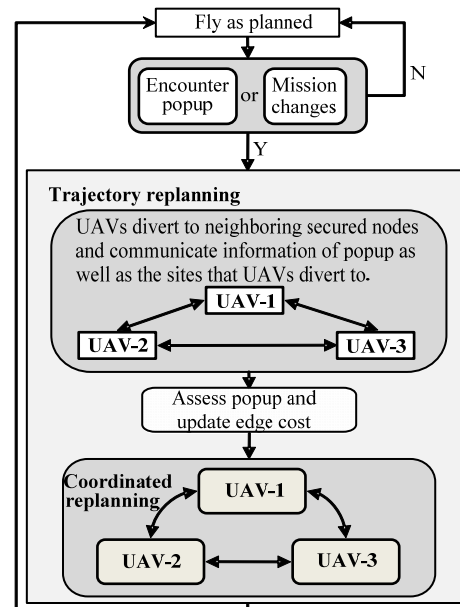 Fly as planned
N
Encounter
popup
or
Mission
changes
Y
Trajectory replanning
UAVs divert to neighboring secured nodes
and communicate information of popup as
well as the sites that UAVs divert to.
UAV-1
UAV-2
UAV-3
Assess popup and
update edge cost
Coordinated
replanning
UAV-1
UAV-2
UAV-3